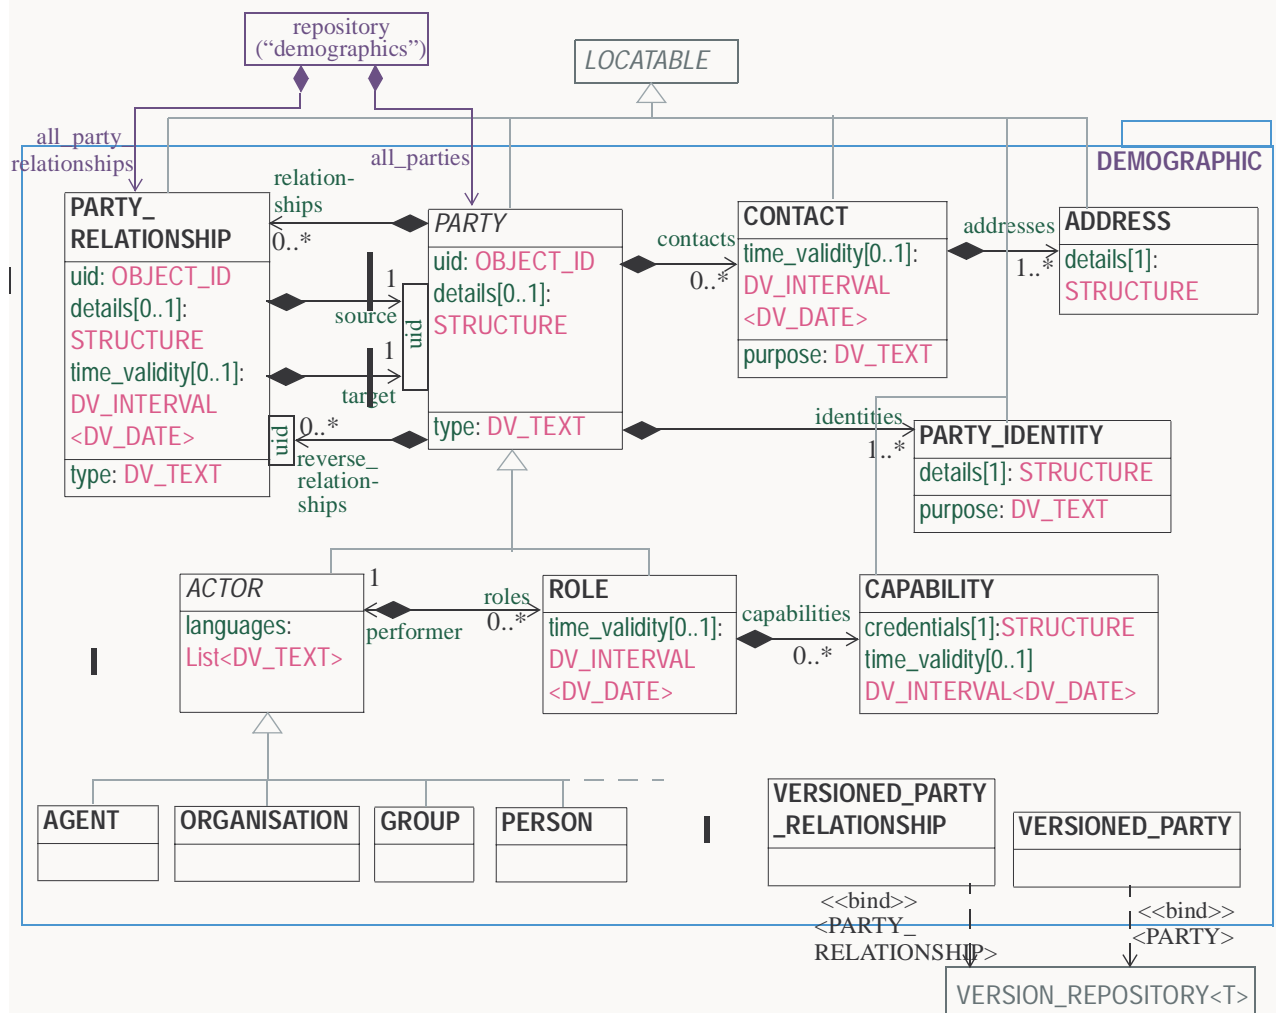 repository
(“demographics”)
LOCATABLE
all_party_
relationships
all_parties
DEMOGRAPHIC
PARTY_
RELATIONSHIP
uid: OBJECT_ID
details[0..1]:
STRUCTURE
time_validity[0..1]:
DV_INTERVAL
<DV_DATE>
type: DV_TEXT
relation-
ships
0..*
1
source
1
target
0..*
reverse_
relation-
ships
uid
uid
PARTY
uid: OBJECT_ID
details[0..1]:
STRUCTURE
type: DV_TEXT
contacts
0..*
CONTACT
time_validity[0..1]:
DV_INTERVAL
<DV_DATE>
purpose: DV_TEXT
addresses
1..*
ADDRESS
details[1]:
STRUCTURE
identities
1..*
PARTY_IDENTITY
details[1]: STRUCTURE
purpose: DV_TEXT
ACTOR
languages:
List<DV_TEXT>
1
performer
roles
0..*
ROLE
time_validity[0..1]:
DV_INTERVAL
<DV_DATE>
capabilities
0..*
CAPABILITY
credentials[1]:STRUCTURE
time_validity[0..1]
DV_INTERVAL<DV_DATE>
AGENT
ORGANISATION
GROUP
PERSON
VERSIONED_PARTY
_RELATIONSHIP
VERSIONED_PARTY
<<bind>>
<PARTY_
RELATIONSHIP>
<<bind>>
<PARTY>
VERSION_REPOSITORY<T>